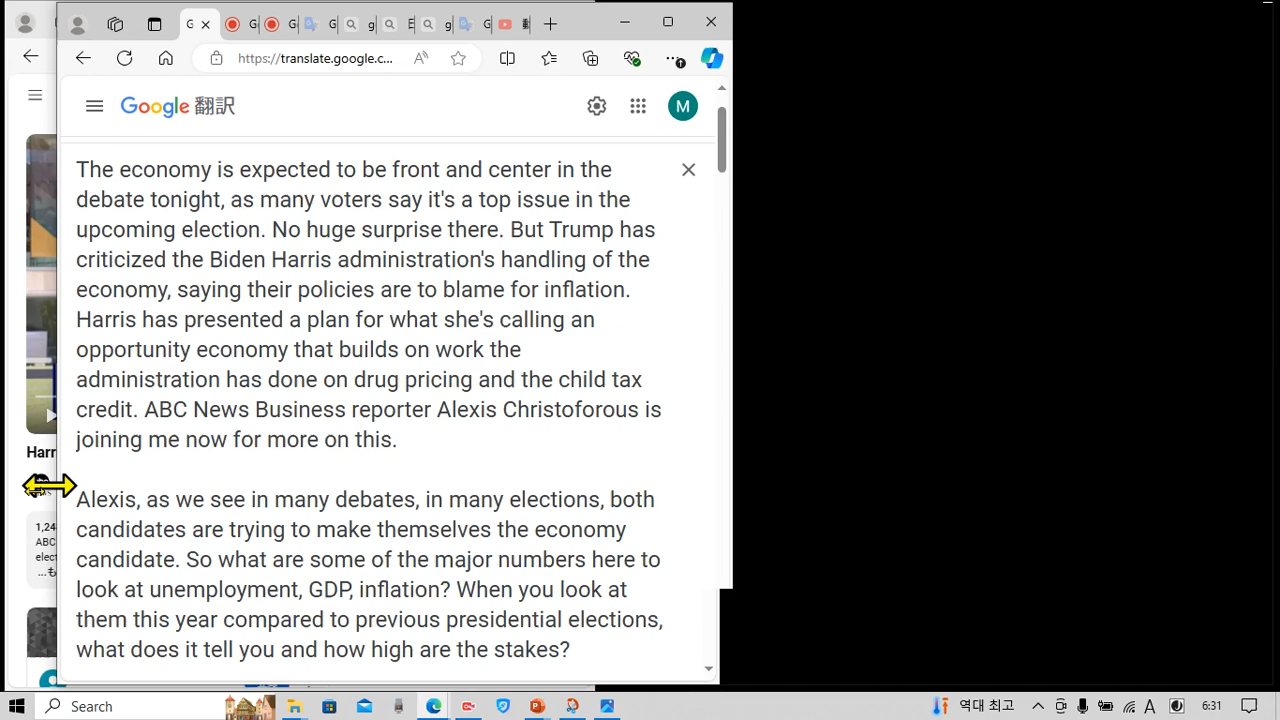 G
G
G
G
g
E
g
G
https://translate.google.c...
Google 翻訳
M
The economy is expected to be front and center in the
debate tonight, as many voters say it's a top issue in the
upcoming election. No huge surprise there. But Trump has
criticized the Biden Harris administration's handling of the
economy, saying their policies are to blame for inflation.
Harris has presented a plan for what she's calling an
opportunity economy that builds on work the
administration has done on drug pricing and the child tax
credit. ABC News Business reporter Alexis Christoforous is
joining me now for more on this.
Harr
Alexis, as we see in many debates, in many elections, both
candidates are trying to make themselves the economy
candidate. So what are some of the major numbers here to
look at unemployment, GDP, inflation? When you look at
them this year compared to previous presidential elections,
what does it tell you and how high are the stakes?
1,24
ABC
elect
...も
Search
역대 최고
A
6:31